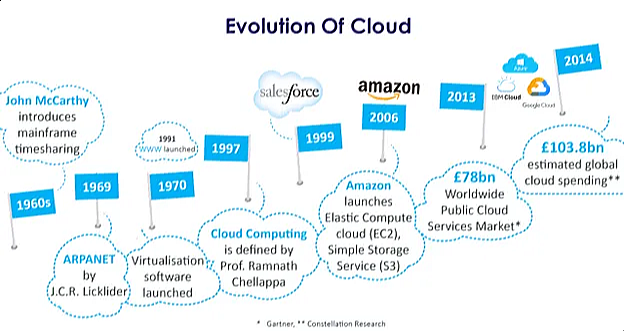 Evolution Of Cloud
John McCarthy
introduces
mainframe
timesharing
1960s
1969
ARPANET
by
J.C.R. Licklider
1970
Virtualisation
software
launched
1991
WWW launched
1997
Cloud Computing
is defined by
Prof. Ramnath
Chellappa
salesforce
1999
amazon
2006
Amazon
launches
Elastic Compute
cloud (EC2),
Simple Storage
Service (S3)
2013
£78bn
Worldwide
Public Cloud
Services Market*
Azure
IBM Cloud
Google Cloud
2014
£103.8bn
estimated global
cloud spending**
* Gartner, ** Constellation Research